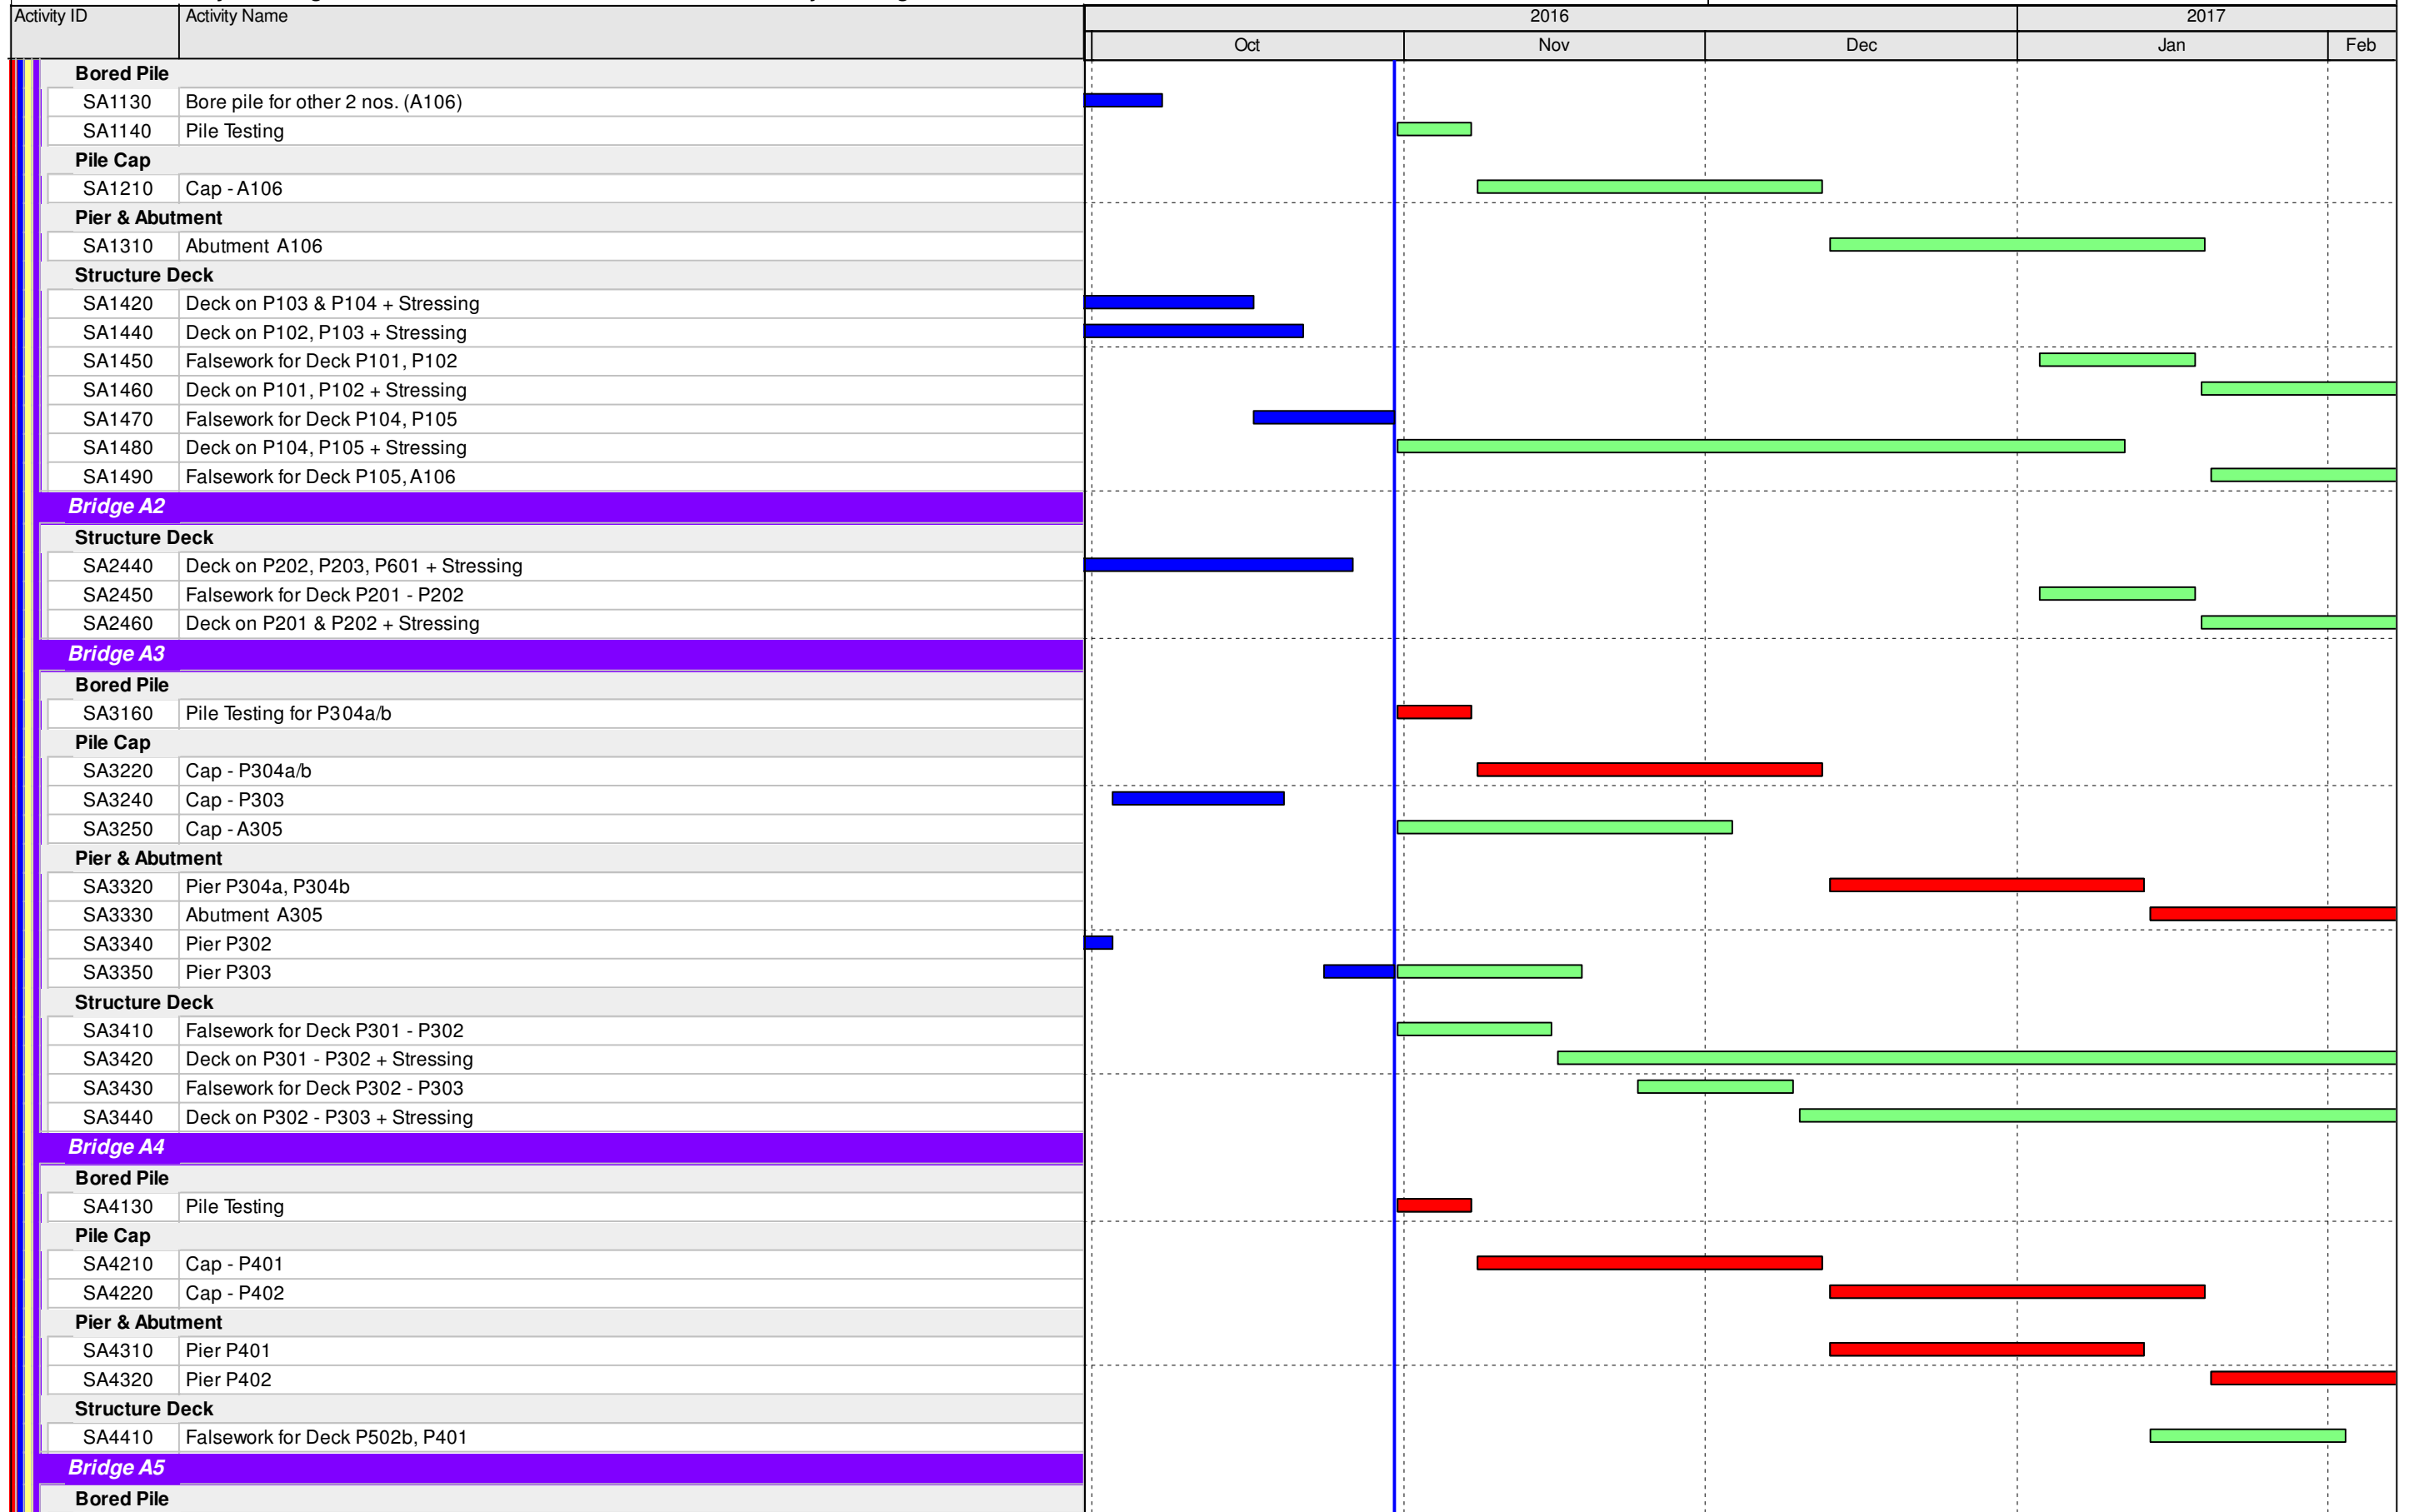 Activity ID Activity Name 2016 2017
Oct Nov Dec Jan Feb
Bored Pile
SA1130 Bore pile for other 2 nos. (A106)
SA1140 Pile Testing
Pile Cap
SA1210 Cap - A106
Pier & Abutment
SA1310 Abutment A106
Structure Deck
SA1420 Deck on P103 & P104 + Stressing
SA1440 Deck on P102, P103 + Stressing
SA1450 Falsework for Deck P101, P102
SA1460 Deck on P101, P102 + Stressing
SA1470 Falsework for Deck P104, P105
SA1480 Deck on P104, P105 + Stressing
SA1490 Falsework for Deck P105, A106
Bridge A2
Structure Deck
SA2440 Deck on P202, P203, P601 + Stressing
SA2450 Falsework for Deck P201 - P202
SA2460 Deck on P201 & P202 + Stressing
Bridge A3
Bored Pile
SA3160 Pile Testing for P304a/b
Pile Cap
SA3220 Cap - P304a/b
SA3240 Cap - P303
SA3250 Cap - A305
Pier & Abutment
SA3320 Pier P304a, P304b
SA3330 Abutment A305
SA3340 Pier P302
SA3350 Pier P303
Structure Deck
SA3410 Falsework for Deck P301 - P302
SA3420 Deck on P301 - P302 + Stressing
SA3430 Falsework for Deck P302 - P303
SA3440 Deck on P302 - P303 + Stressing
Bridge A4
Bored Pile
SA4130 Pile Testing
Pile Cap
SA4210 Cap - P401
SA4220 Cap - P402
Pier & Abutment
SA4310 Pier P401
SA4320 Pier P402
Structure Deck
SA4410 Falsework for Deck P502b, P401
Bridge A5
Bored Pile